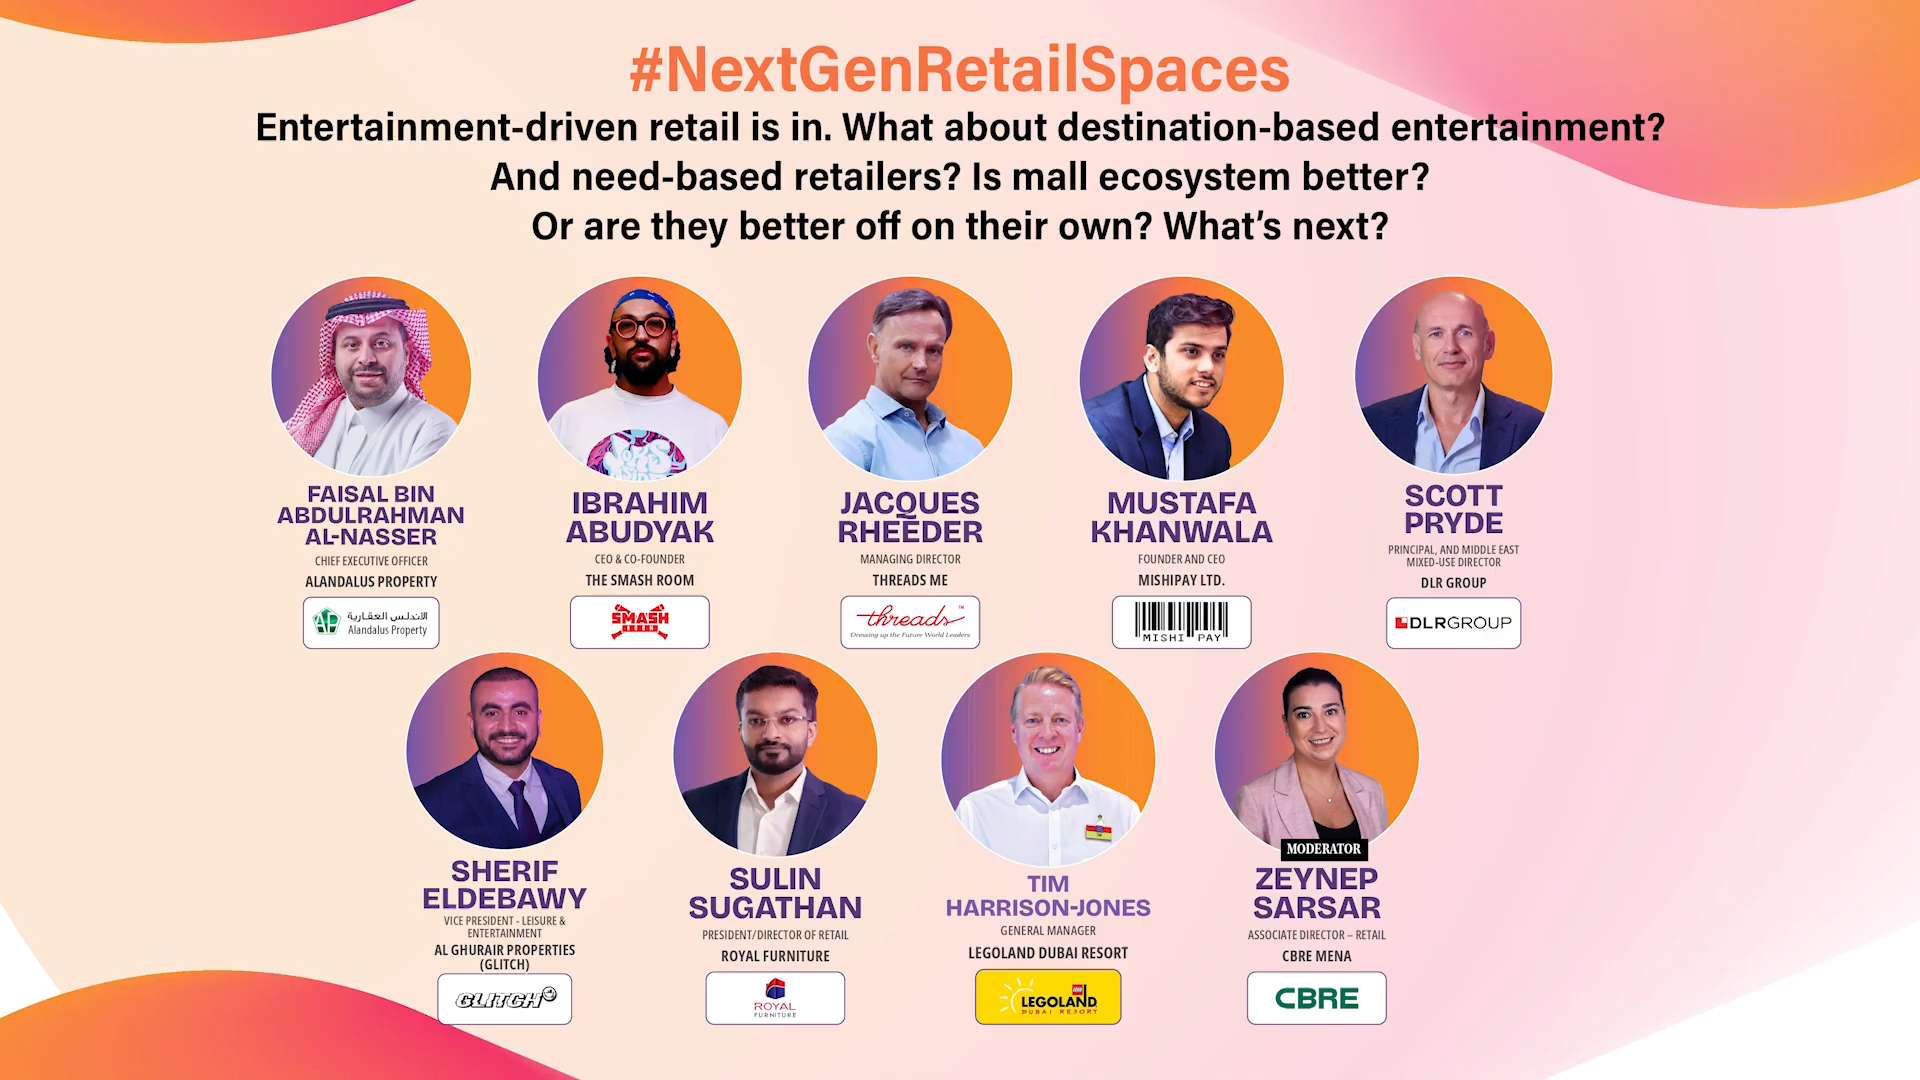 #NextGenRetailSpaces
Entertainment-driven retail is in. What about destination-based entertainment?
And need-based retailers? Is mall ecosystem better?
Or are they better off on their own? What's next?
FAISAL BIN
ABDULRAHMAN
AL-NASSER
CHIEF EXECUTIVE OFFICER
ALANDALUS PROPERTY
الاندلس العقارية
Alandalus Property
IBRAHIM
ABUDYAK
CEO & CO-FOUNDER
THE SMASH ROOM
SMASH
ROOM
JACQUES
RHEEDER
MANAGING DIRECTOR
THREADS ME
threads™
Dressing up the Future World Leaders
MUSTAFA
KHANWALA
FOUNDER AND CEO
MISHIPAY LTD.
MISHI PAY
SCOTT
PRYDE
PRINCIPAL, AND MIDDLE EAST
MIXED-USE DIRECTOR
DLR GROUP
DLRGROUP
SHERIF
ELDEBAWY
VICE PRESIDENT - LEISURE &
ENTERTAINMENT
AL GHURAIR PROPERTIES
(GLITCH)
GLITCH
SULIN
SUGATHAN
PRESIDENT/DIRECTOR OF RETAIL
ROYAL FURNITURE
ROYAL
FURNITURE
TIM
HARRISON-JONES
GENERAL MANAGER
LEGOLAND DUBAI RESORT
LEGOLAND
DUBAI RESORT
MODERATOR
ZEYNEP
SARSAR
ASSOCIATE DIRECTOR – RETAIL
CBRE MENA
CBRE